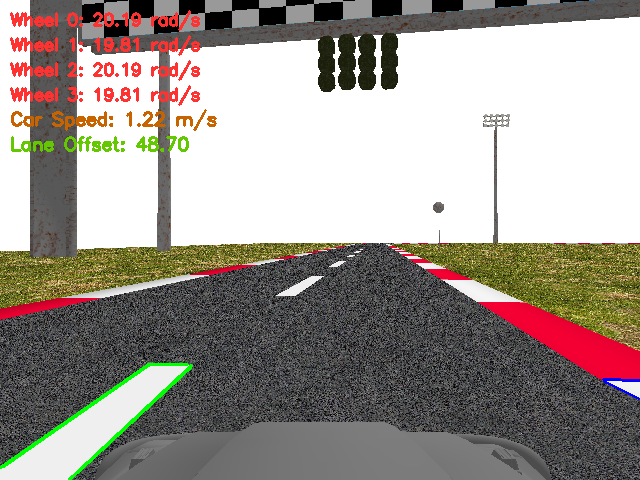 Wheel 0: 20.19 rad/s
Wheel 1: 19.81 rad/s
Wheel 2: 20.19 rad/s
Wheel 3: 19.81 rad/s
Car Speed: 1.22 m/s
Lane Offset: 48.70